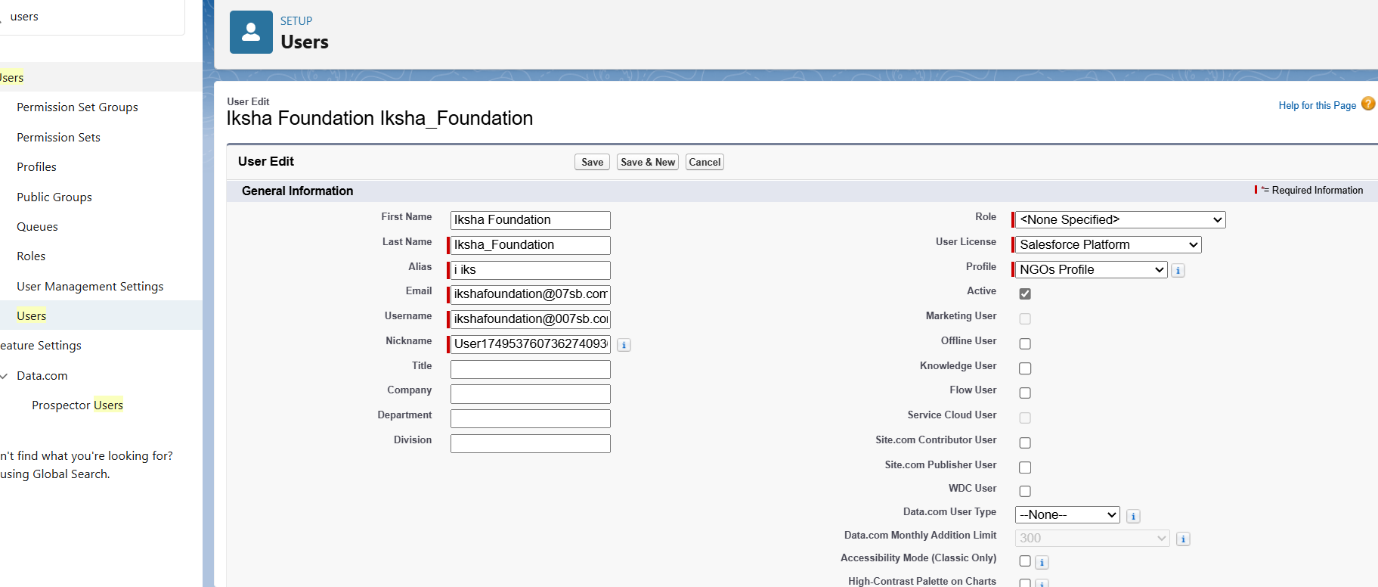 users
SETUP
Users
Users
Permission Set Groups
Permission Sets
Profiles
Public Groups
Queues
Roles
User Management Settings
Users
eature Settings
Data.com
Prospector Users
n't find what you're looking for?
using Global Search.
User Edit
Iksha Foundation Iksha_Foundation
Help for this Page ?
User Edit
Save
Save & New
Cancel
General Information
= Required Information
First Name Iksha Foundation
Last Name Iksha_Foundation
Alias i iks
Email ikshafoundation@07sb.com
Username ikshafoundation@007sb.co
Nickname User174953760736274093
Title
Company
Department
Division
Role <None Specified>
User License Salesforce Platform
Profile NGOs Profile
Active
Marketing User
Offline User
Knowledge User
Flow User
Service Cloud User
Site.com Contributor User
Site.com Publisher User
WDC User
Data.com User Type --None--
Data.com Monthly Addition Limit 300
Accessibility Mode (Classic Only)
High-Contrast Palette on Charts